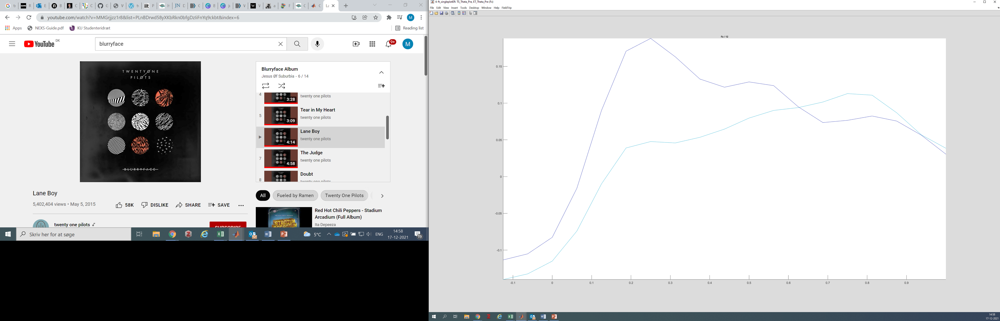 youtube.com/watch?v=MMGrjjzz1r8&list=PLnBDrwd58yXKbRkn0bfgDzIiFnYq9ckbt&index=6
Apps NEXS-Guide.pdf KU Studenteridræt Reading list
YouTube DK blurryface 9+ M
TWENTY ONE
PILØTS
BLURRYFACE
Blurryface Album
Jesus Øf Suburbia - 6 / 14
4 3:28 twenty one pilots
5 Tear in My Heart
twenty one pilots
3:09
Lane Boy
twenty one pilots
4:14
7 The Judge
twenty one pilots
4:58
8 Doubt
twenty one pilots
Lane Boy
5,402,404 views • May 5, 2015
58K DISLIKE SHARE SAVE
twenty one pilots
SUBSCRIBE
All Fueled by Ramen Twenty One Pilots
Red Hot Chili Peppers - Stadium
Arcadium (Full Album)
Ita Depeeza
STADIUM
ARCADIUM
Skriv her for at søge
5°C ENG 14:58
17-12-2021 19
4: ft_singleplotER: TS_Theta_Pre, ET_Theta_Pre (Fz)
File Edit View Insert Tools Desktop Window Help FieldTrip
Fz / 12
0.15
0.1
0.05
0
-0.05
-0.1
-0.1 0 0.1 0.2 0.3 0.4 0.5 0.6 0.7 0.8 0.9
14:58
17-12-2021